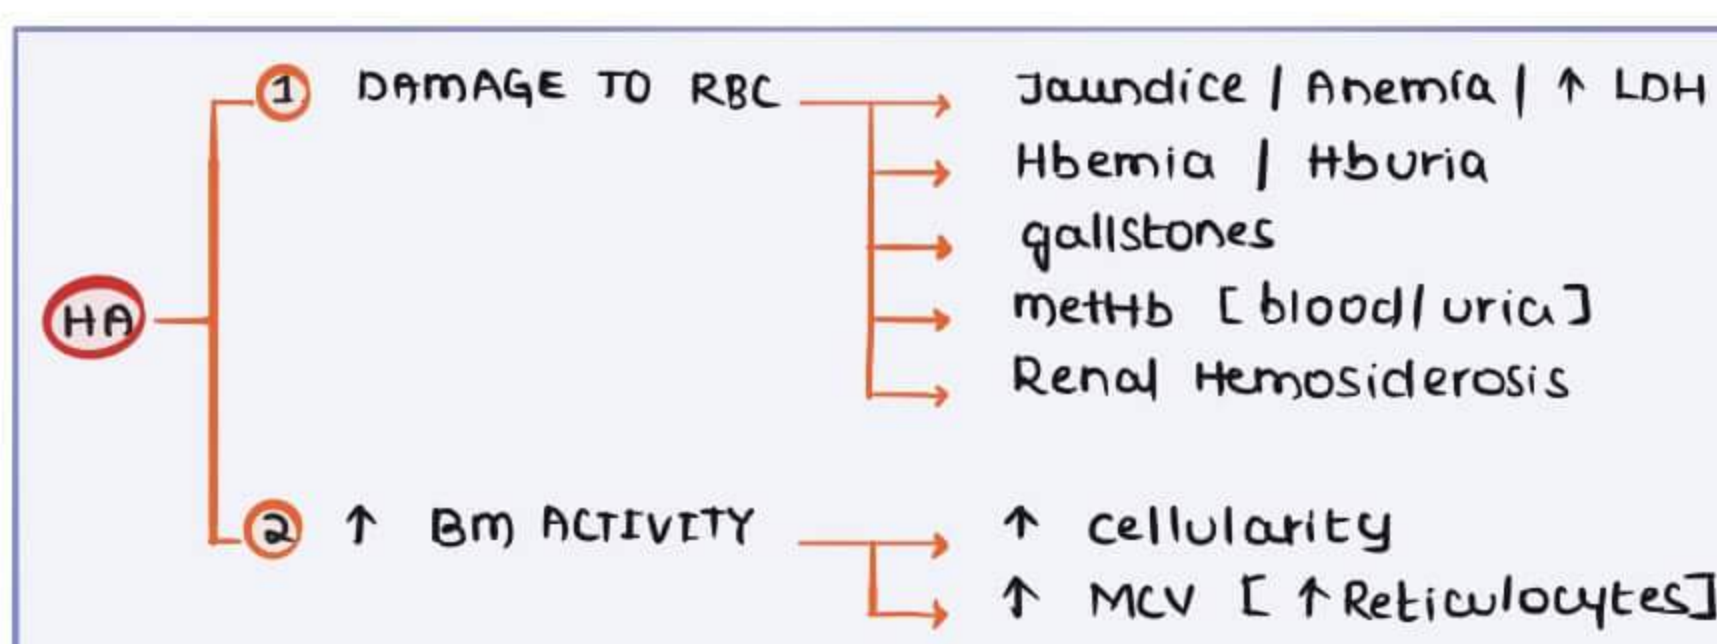 1 DAMAGE TO RBC Jaundice / Anemia / ↑ LDH
Hbemia / Hburia
gallstones
HA metHb [blood/uria]
Renal Hemosiderosis
2 ↑ BM ACTIVITY ↑ cellularity
↑ MCV [↑Reticulocytes]